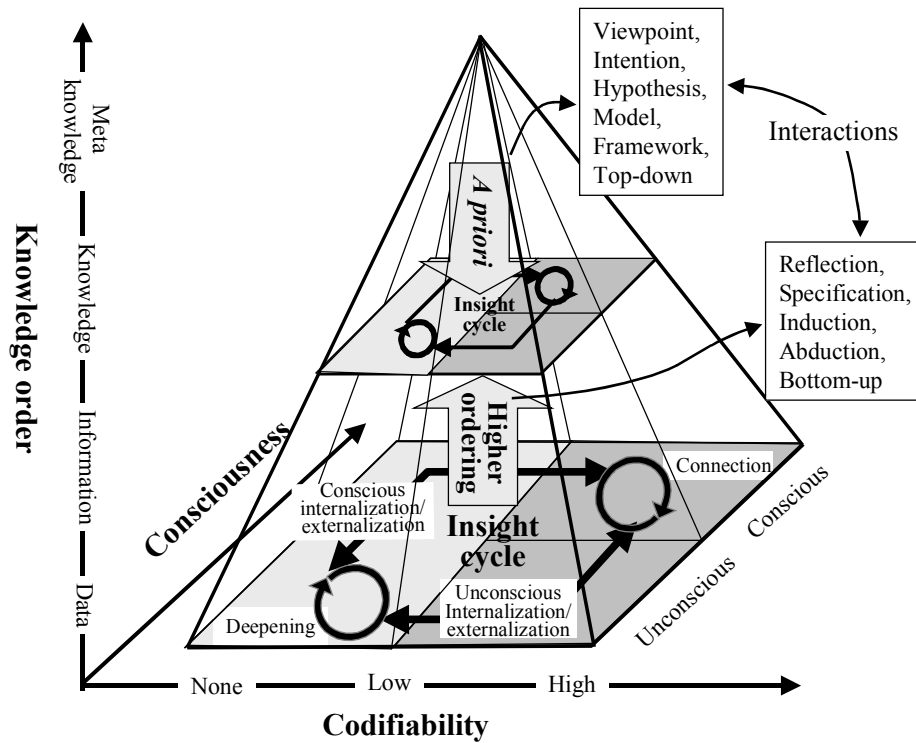 Viewpoint,
Intention,
Hypothesis,
Model,
Framework,
Top-down
Interactions
Reflection,
Specification,
Induction,
Abduction,
Bottom-up
Meta
knowledge
Knowledge
Information
Data
Knowledge order
A priori
Insight
cycle
Higher
ordering
Consciousness
Conscious
internalization/
externalization
Connection
Insight
cycle
Unconscious
Internalization/
externalization
Deepening
Unconscious
Conscious
None
Low
High
Codifiability